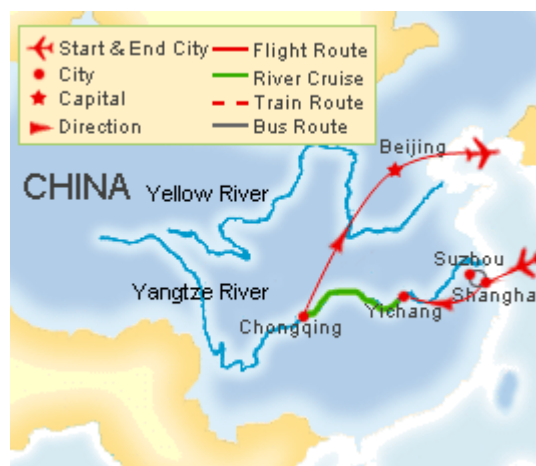 Start & End City
Flight Route
City
River Cruise
Capital
Train Route
Direction
Bus Route
Beijing
CHINA
Yellow River
Suzhou
Yangtze River
Shangha
Yichang
Chongqing